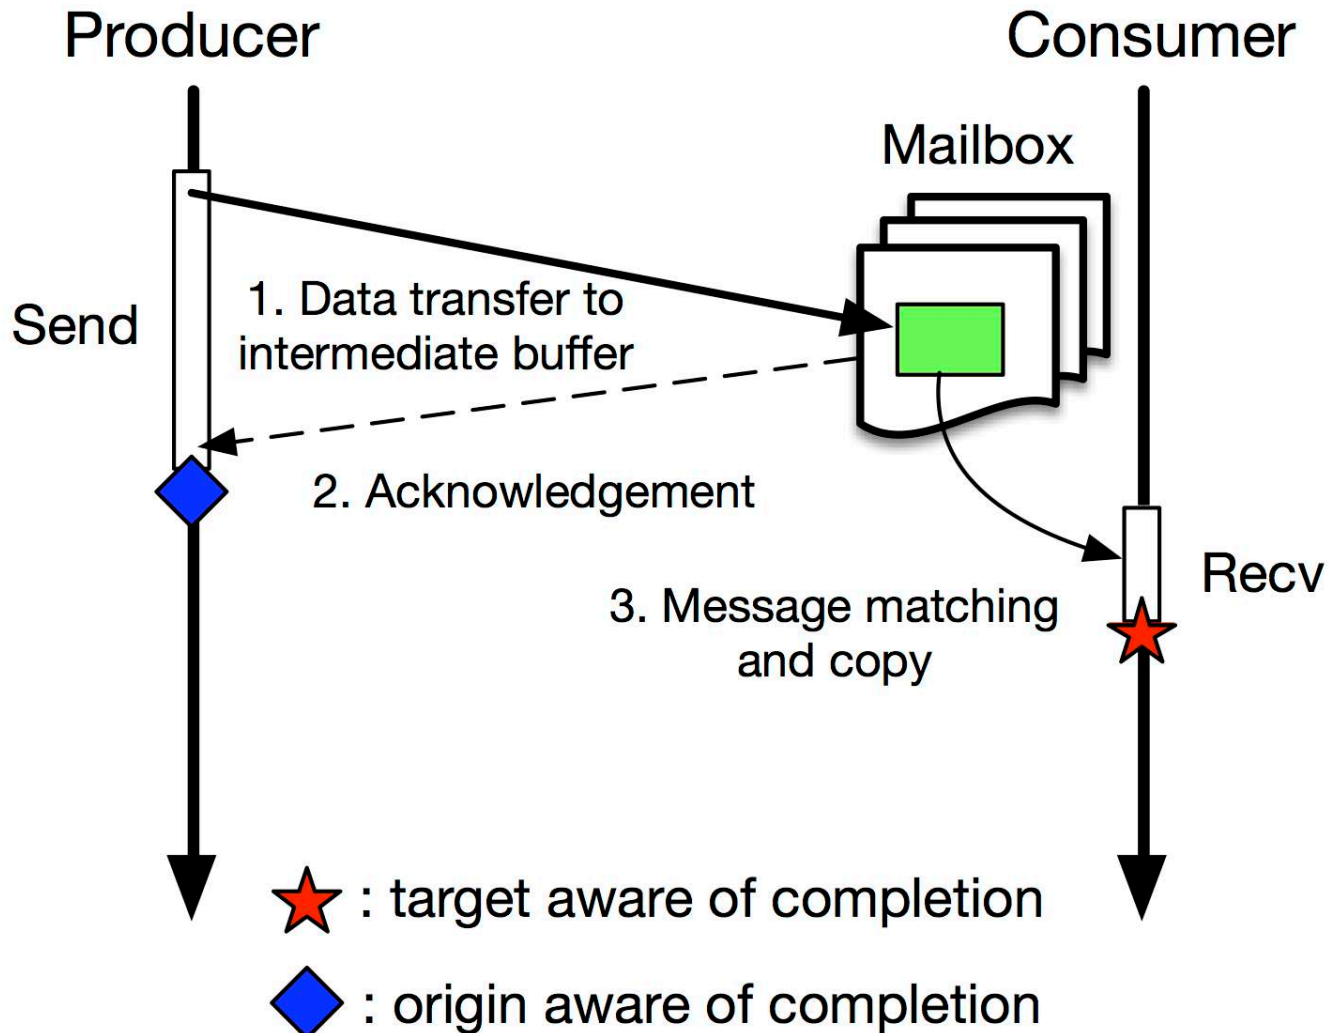 Producer
Consumer
Mailbox
Send
1. Data transfer to
intermediate buffer
2. Acknowledgement
Recv
3. Message matching
and copy
: target aware of completion
: origin aware of completion